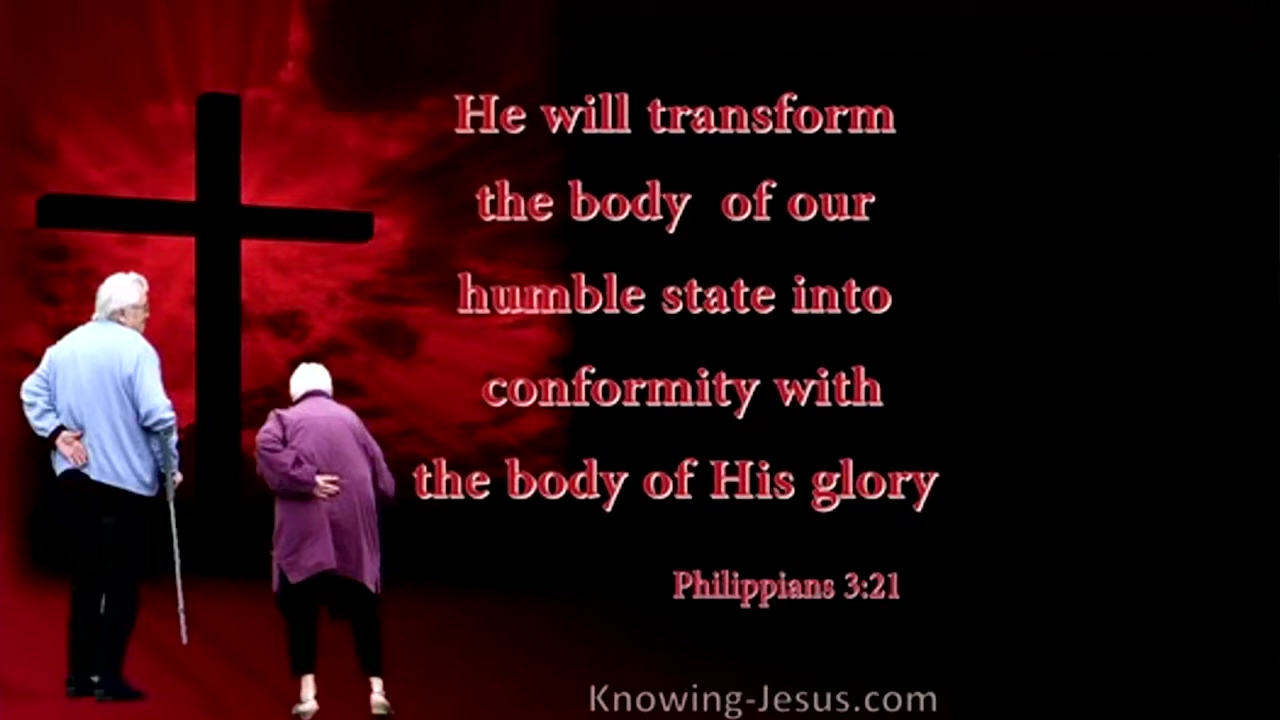 He will transform
the body of our
humble state into
conformity with
the body of His glory
Philippians 3:21
Knowing-Jesus.com